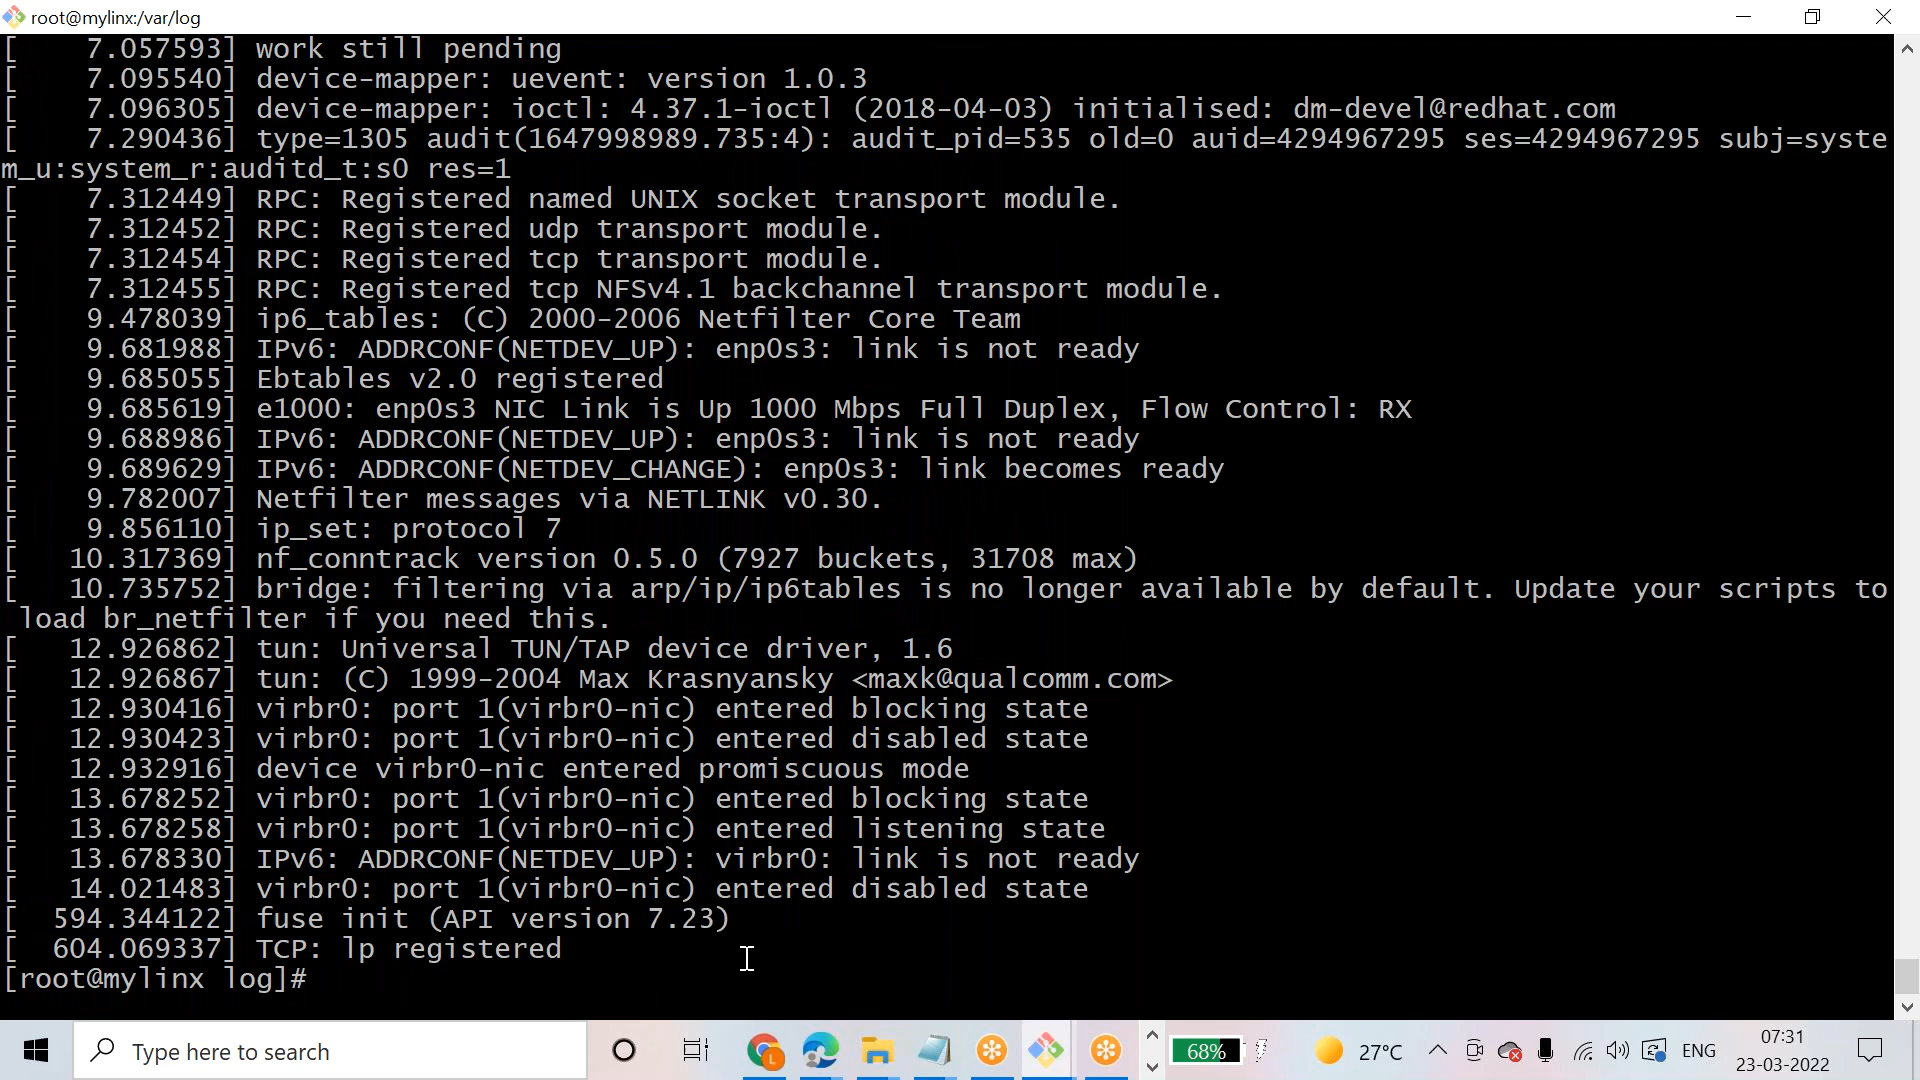 root@mylinx:/var/log
[    7.057593] work still pending
[    7.095540] device-mapper: uevent: version 1.0.3
[    7.096305] device-mapper: ioctl: 4.37.1-ioctl (2018-04-03) initialised: dm-devel@redhat.com
[    7.290436] type=1305 audit(1647998989.735:4): audit_pid=535 old=0 auid=4294967295 ses=4294967295 subj=syste
m_u:system_r:auditd_t:s0 res=1
[    7.312449] RPC: Registered named UNIX socket transport module.
[    7.312452] RPC: Registered udp transport module.
[    7.312454] RPC: Registered tcp transport module.
[    7.312455] RPC: Registered tcp NFSv4.1 backchannel transport module.
[    9.478039] ip6_tables: (C) 2000-2006 Netfilter Core Team
[    9.681988] IPv6: ADDRCONF(NETDEV_UP): enp0s3: link is not ready
[    9.685055] Ebtables v2.0 registered
[    9.685619] e1000: enp0s3 NIC Link is Up 1000 Mbps Full Duplex, Flow Control: RX
[    9.688986] IPv6: ADDRCONF(NETDEV_UP): enp0s3: link is not ready
[    9.689629] IPv6: ADDRCONF(NETDEV_CHANGE): enp0s3: link becomes ready
[    9.782007] Netfilter messages via NETLINK v0.30.
[    9.856110] ip_set: protocol 7
[   10.317369] nf_conntrack version 0.5.0 (7927 buckets, 31708 max)
[   10.735752] bridge: filtering via arp/ip/ip6tables is no longer available by default. Update your scripts to
 load br_netfilter if you need this.
[   12.926862] tun: Universal TUN/TAP device driver, 1.6
[   12.926867] tun: (C) 1999-2004 Max Krasnyansky <maxk@qualcomm.com>
[   12.930416] virbr0: port 1(virbr0-nic) entered blocking state
[   12.930423] virbr0: port 1(virbr0-nic) entered disabled state
[   12.932916] device virbr0-nic entered promiscuous mode
[   13.678252] virbr0: port 1(virbr0-nic) entered blocking state
[   13.678258] virbr0: port 1(virbr0-nic) entered listening state
[   13.678330] IPv6: ADDRCONF(NETDEV_UP): virbr0: link is not ready
[   14.021483] virbr0: port 1(virbr0-nic) entered disabled state
[  594.344122] fuse init (API version 7.23)
[  604.069337] TCP: lp registered
[root@mylinx log]#
Type here to search
L
68%
27°C
ENG
07:31
23-03-2022